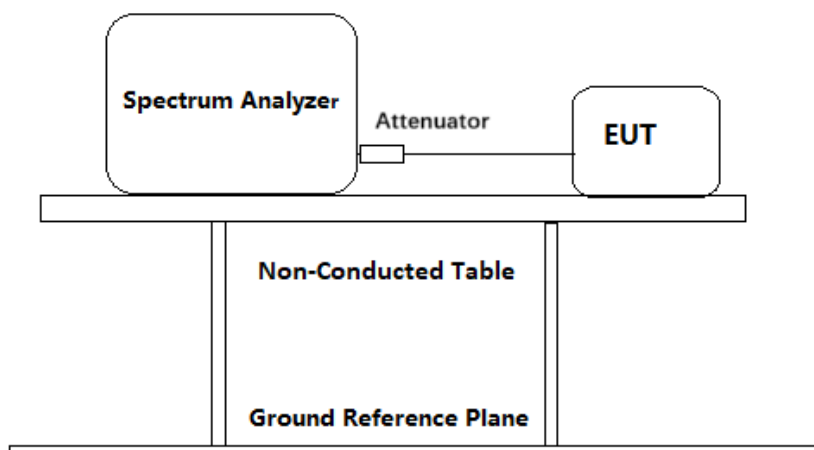 Spectrum Analyzer
Attenuator
EUT
Non-Conducted Table
Ground Reference Plane